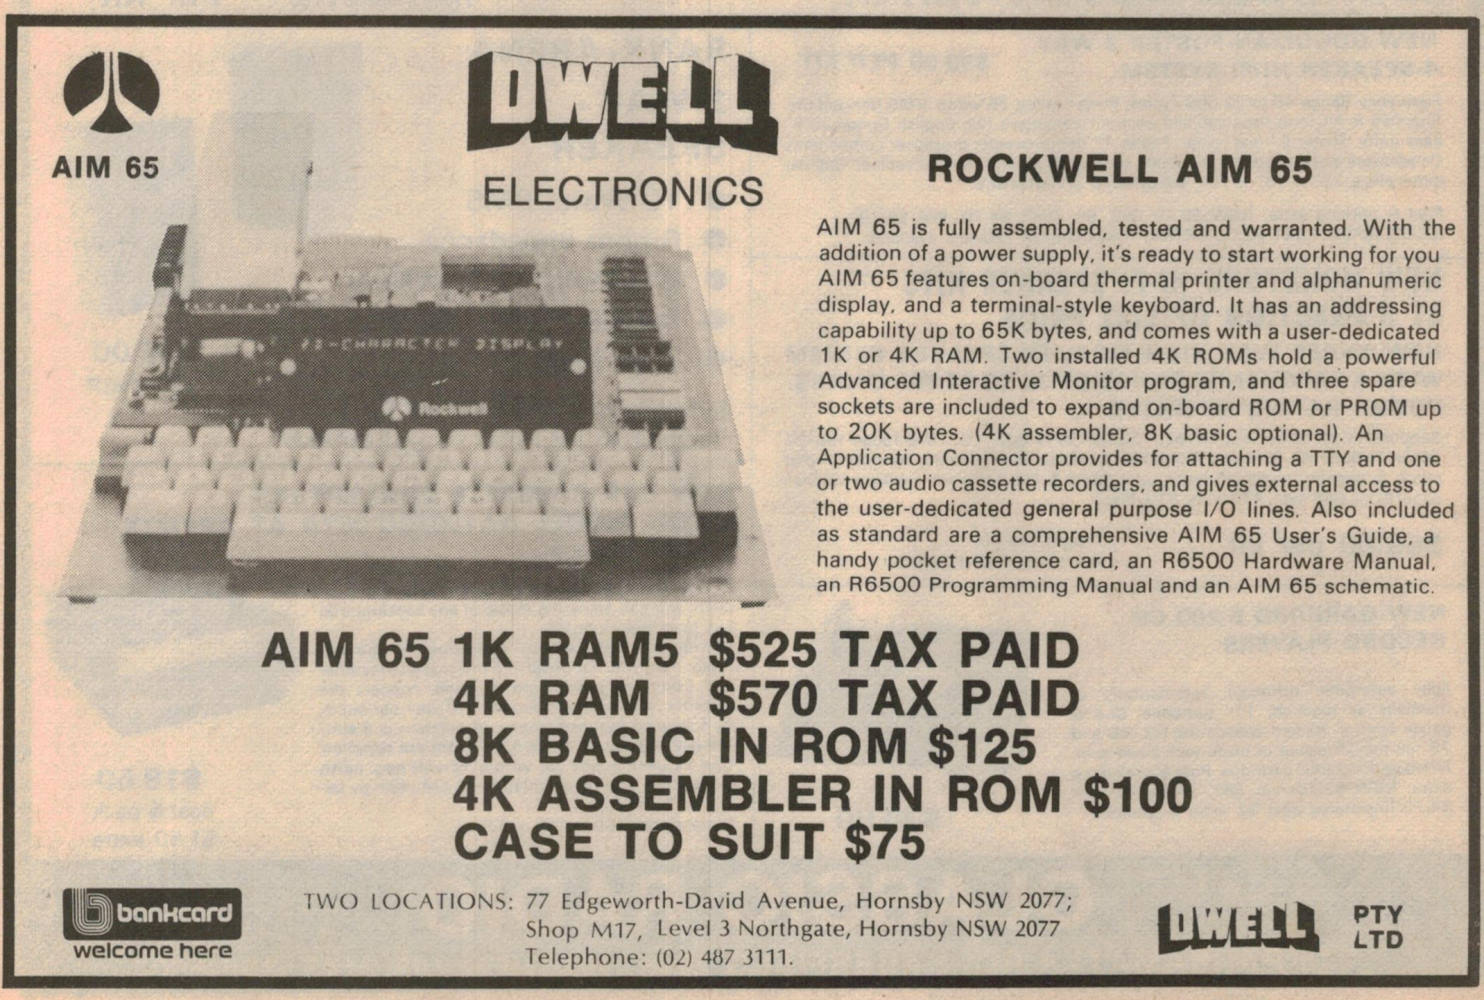 AIM 65
DWELL
ELECTRONICS
20-CHARACTER DISPLAY
Rockwell
ROCKWELL AIM 65
AIM 65 is fully assembled, tested and warranted. With the
addition of a power supply, it's ready to start working for you
AIM 65 features on-board thermal printer and alphanumeric
display, and a terminal-style keyboard. It has an addressing
capability up to 65K bytes, and comes with a user-dedicated
1K or 4K RAM. Two installed 4K ROMs hold a powerful
Advanced Interactive Monitor program, and three spare
sockets are included to expand on-board ROM or PROM up
to 20K bytes. (4K assembler, 8K basic optional). An
Application Connector provides for attaching a TTY and one
or two audio cassette recorders, and gives external access to
the user-dedicated general purpose I/O lines. Also included
as standard are a comprehensive AIM 65 User's Guide, a
handy pocket reference card, an R6500 Hardware Manual,
an R6500 Programming Manual and an AIM 65 schematic.
AIM 65 1K RAM5 $525 TAX PAID
4K RAM $570 TAX PAID
8K BASIC IN ROM $125
4K ASSEMBLER IN ROM $100
CASE TO SUIT $75
bankcard
welcome here
TWO LOCATIONS: 77 Edgeworth-David Avenue, Hornsby NSW 2077;
Shop M17, Level 3 Northgate, Hornsby NSW 2077
Telephone: (02) 487 3111.
DWELL PTY
LTD